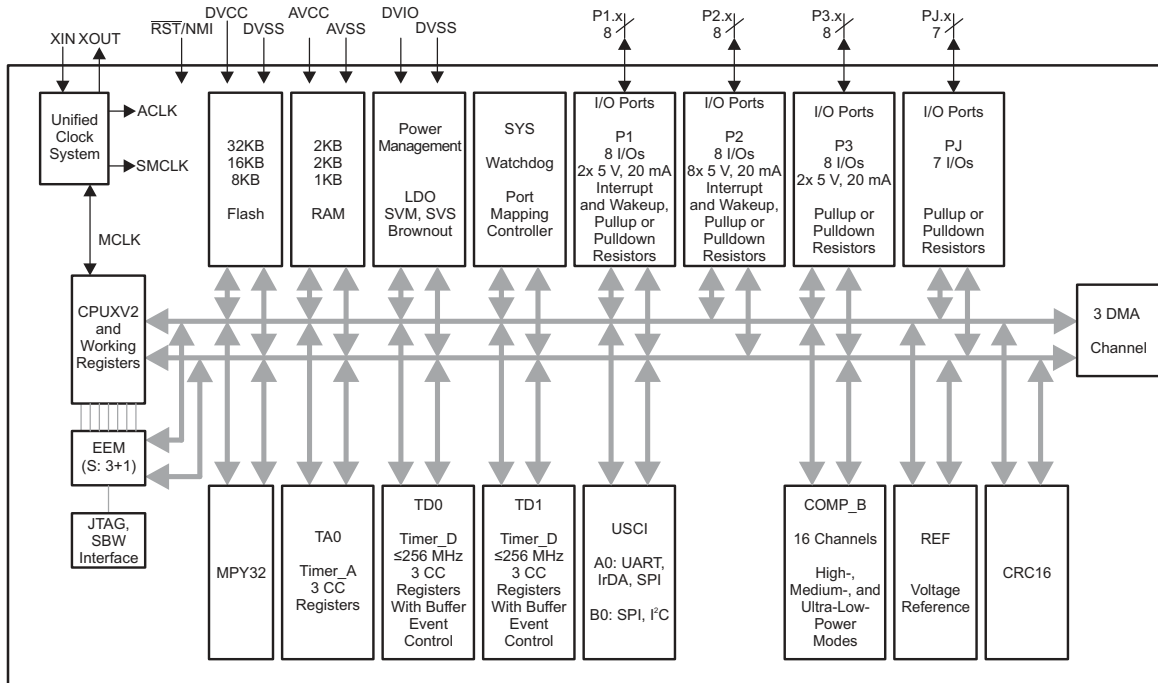 XIN XOUT
RST/NMI
DVCC
DVSS
AVCC
AVSS
DVIO
DVSS
P1.x
8
P2.x
8
P3.x
8
PJ.x
7
Unified
Clock
System
ACLK
SMCLK
MCLK
32KB
16KB
8KB
Flash
2KB
2KB
1KB
RAM
Power
Management
LDO
SVM, SVS
Brownout
SYS
Watchdog
Port
Mapping
Controller
I/O Ports
P1
8 I/Os
2x 5 V, 20 mA
Interrupt
and Wakeup,
Pullup or
Pulldown
Resistors
I/O Ports
P2
8 I/Os
8x 5 V, 20 mA
Interrupt
and Wakeup,
Pullup or
Pulldown
Resistors
I/O Ports
P3
8 I/Os
2x 5 V, 20 mA
Pullup or
Pulldown
Resistors
I/O Ports
PJ
7 I/Os
Pullup or
Pulldown
Resistors
CPUXV2
and
Working
Registers
3 DMA
Channel
EEM
(S: 3+1)
JTAG,
SBW
Interface
MPY32
TA0
Timer_A
3 CC
Registers
TD0
Timer_D
≤256 MHz
3 CC
Registers
With Buffer
Event
Control
TD1
Timer_D
≤256 MHz
3 CC
Registers
With Buffer
Event
Control
USCI
A0: UART,
IrDA, SPI
B0: SPI, I²C
COMP_B
16 Channels
High-,
Medium-, and
Ultra-Low-
Power
Modes
REF
Voltage
Reference
CRC16